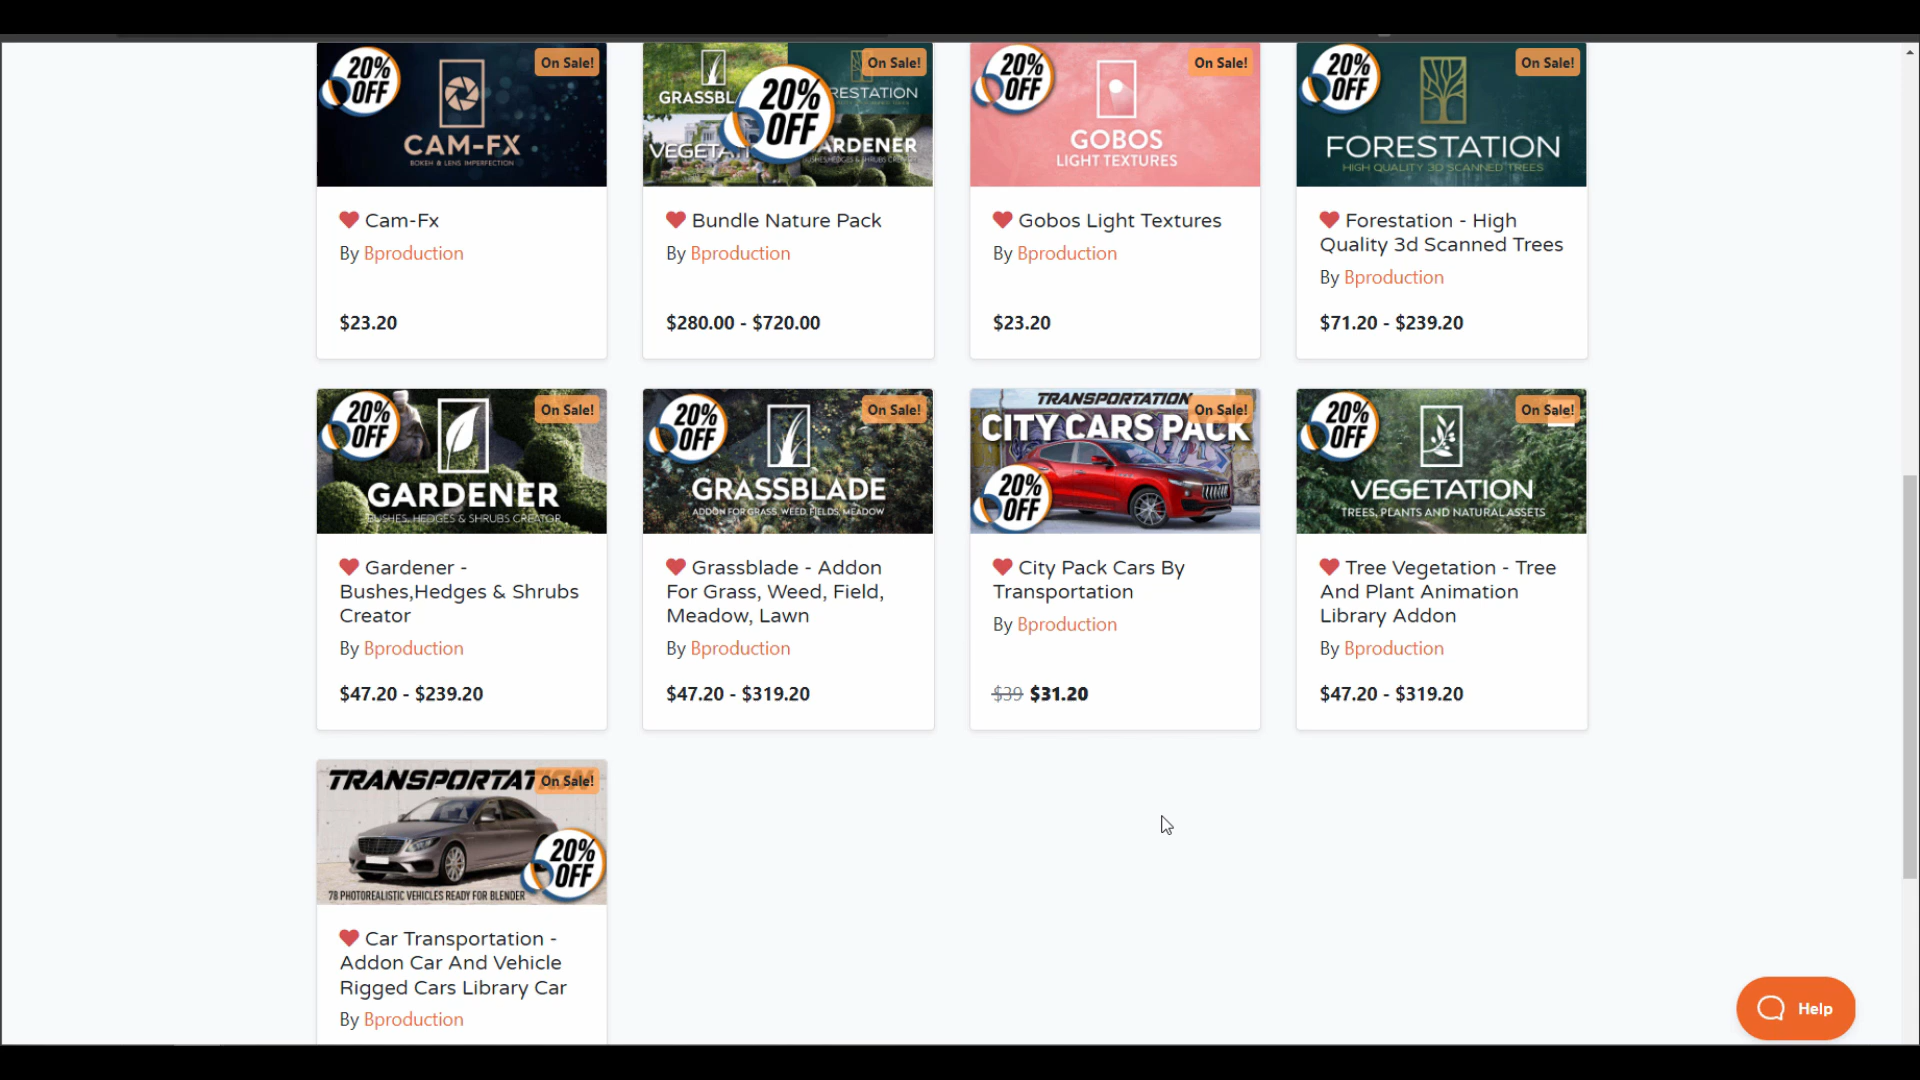 20% OFF
On Sale!
CAM-FX
BOKEH & LENS IMPERFECTION
Cam-Fx
By Bproduction
$23.20
GRASSBL
RESTATION
20% OFF
On Sale!
VEGETAT
ARDENER
Bundle Nature Pack
By Bproduction
$280.00 - $720.00
20% OFF
On Sale!
GOBOS
LIGHT TEXTURES
Gobos Light Textures
By Bproduction
$23.20
20% OFF
On Sale!
FORESTATION
HIGH QUALITY 3D SCANNED TREES
Forestation - High
Quality 3d Scanned Trees
By Bproduction
$71.20 - $239.20
20% OFF
On Sale!
GARDENER
BUSHES, HEDGES & SHRUBS CREATOR
Gardener -
Bushes,Hedges & Shrubs
Creator
By Bproduction
$47.20 - $239.20
20% OFF
On Sale!
GRASSBLADE
ADDON FOR GRASS, WEED, FIELDS, MEADOW
Grassblade - Addon
For Grass, Weed, Field,
Meadow, Lawn
By Bproduction
$47.20 - $319.20
TRANSPORTATION
On Sale!
CITY CARS PACK
20% OFF
City Pack Cars By
Transportation
By Bproduction
$39 $31.20
20% OFF
On Sale!
VEGETATION
TREES, PLANTS AND NATURAL ASSETS
Tree Vegetation - Tree
And Plant Animation
Library Addon
By Bproduction
$47.20 - $319.20
TRANSPORTAT
On Sale!
20% OFF
78 PHOTOREALISTIC VEHICLES READY FOR BLENDER
Car Transportation -
Addon Car And Vehicle
Rigged Cars Library Car
By Bproduction
Help